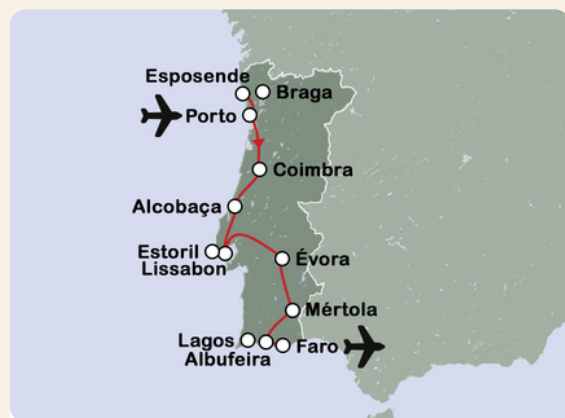 Esposende
Braga
Porto
Coimbra
Alcobaça
Estoril
Lissabon
Évora
Mértola
Lagos
Albufeira
Faro